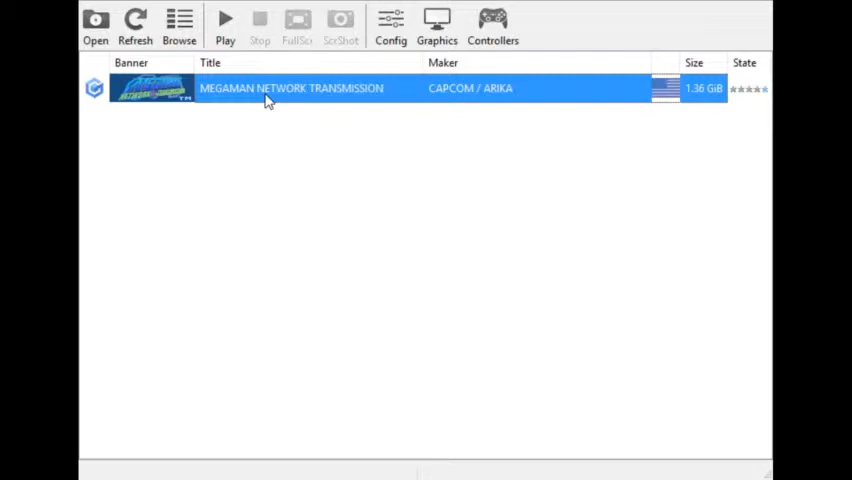 Open Refresh Browse Play Stop FullScr ScrShot Config Graphics Controllers
Banner Title Maker Size State
MEGAMAN NETWORK TRANSMISSION CAPCOM / ARIKA 1.36 GiB